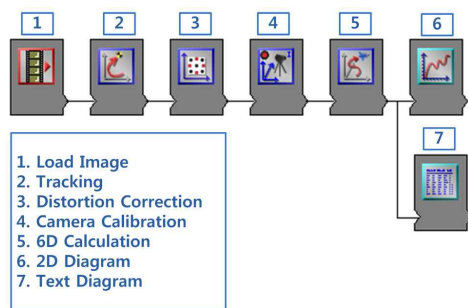 1
2
3
4
5
6
7
1. Load Image
2. Tracking
3. Distortion Correction
4. Camera Calibration
5. 6D Calculation
6. 2D Diagram
7. Text Diagram